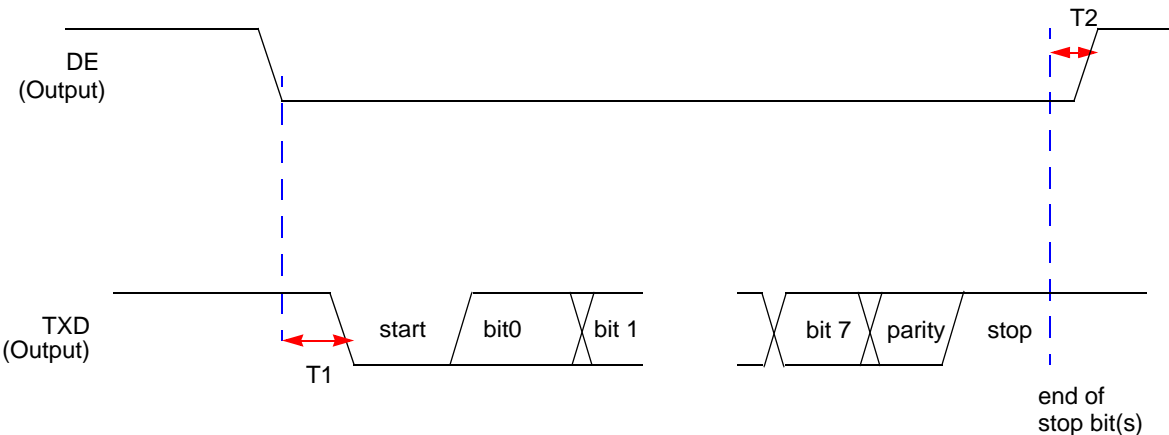 T2
DE
(Output)
TXD
(Output)
start
bit0
bit 1
bit 7
parity
stop
T1
end of
stop bit(s)